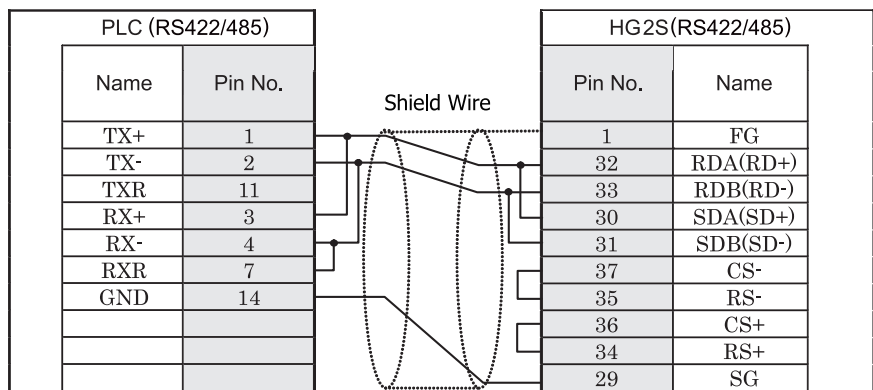 PLC (RS422/485) HG2S(RS422/485)
Name Pin No. Shield Wire Pin No. Name
TX+ 1 1 FG
TX- 2 32 RDA(RD+)
TXR 11 33 RDB(RD-)
RX+ 3 30 SDA(SD+)
RX- 4 31 SDB(SD-)
RXR 7 37 CS-
GND 14 35 RS-
36 CS+
34 RS+
29 SG